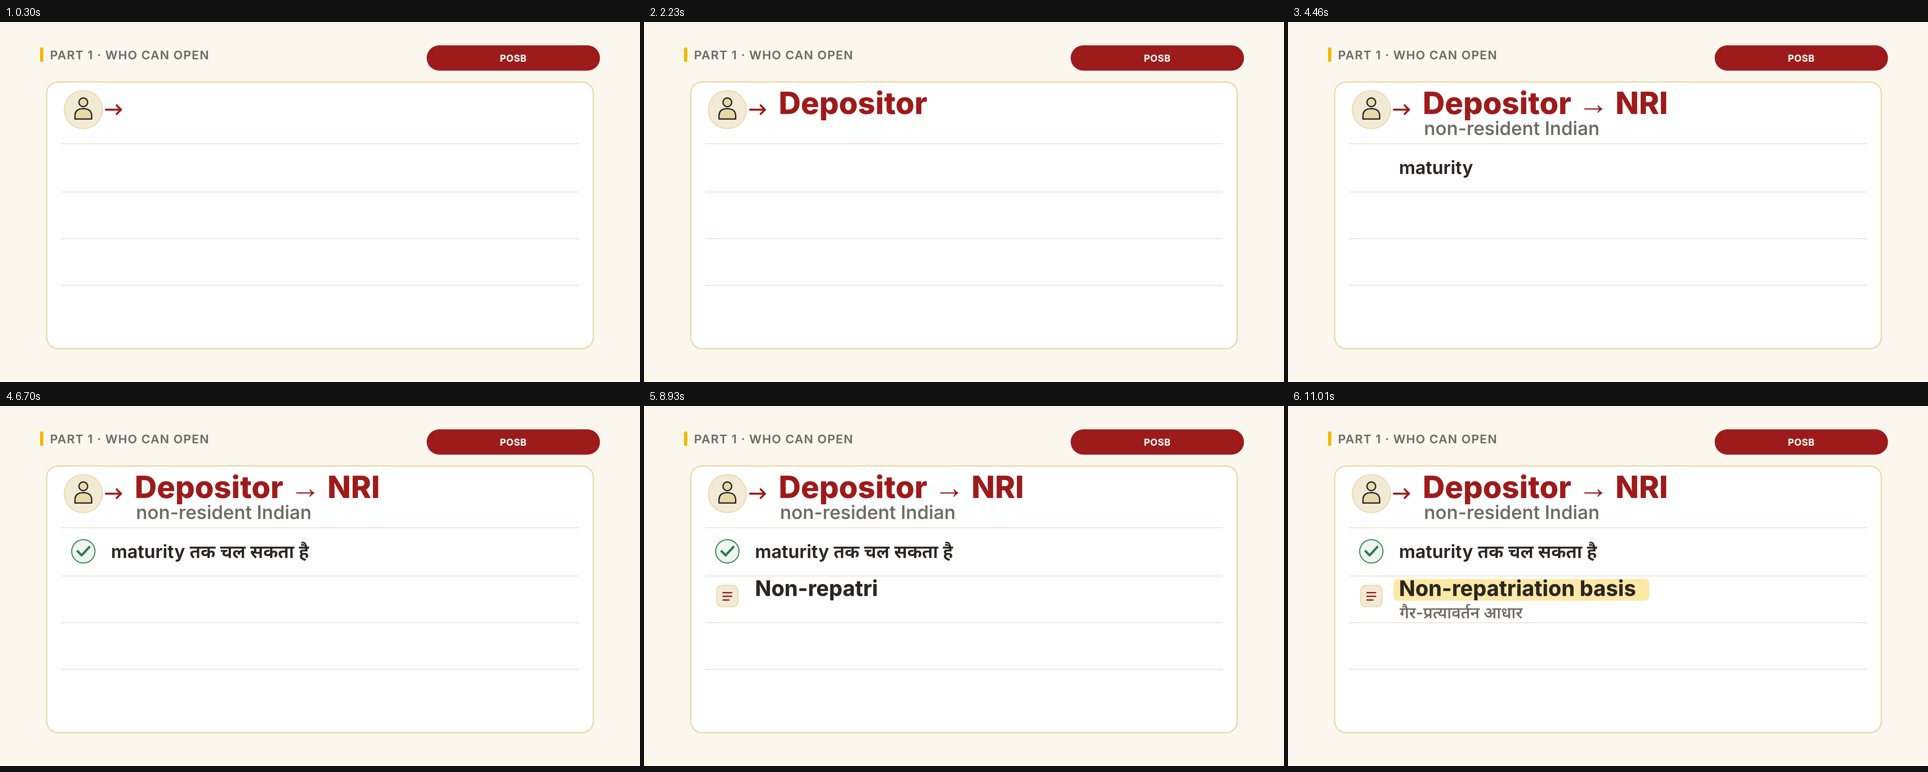 1. 0.30s
PART 1 · WHO CAN OPEN
POSB
→
2. 2.23s
PART 1 · WHO CAN OPEN
POSB
→ Depositor
3. 4.46s
PART 1 · WHO CAN OPEN
POSB
→ Depositor → NRI
non-resident Indian
maturity
4. 6.70s
PART 1 · WHO CAN OPEN
POSB
→ Depositor → NRI
non-resident Indian
maturity तक चल सकता है
5. 8.93s
PART 1 · WHO CAN OPEN
POSB
→ Depositor → NRI
non-resident Indian
maturity तक चल सकता है
Non-repatri
6. 11.01s
PART 1 · WHO CAN OPEN
POSB
→ Depositor → NRI
non-resident Indian
maturity तक चल सकता है
Non-repatriation basis
गैर-प्रत्यावर्तन आधार